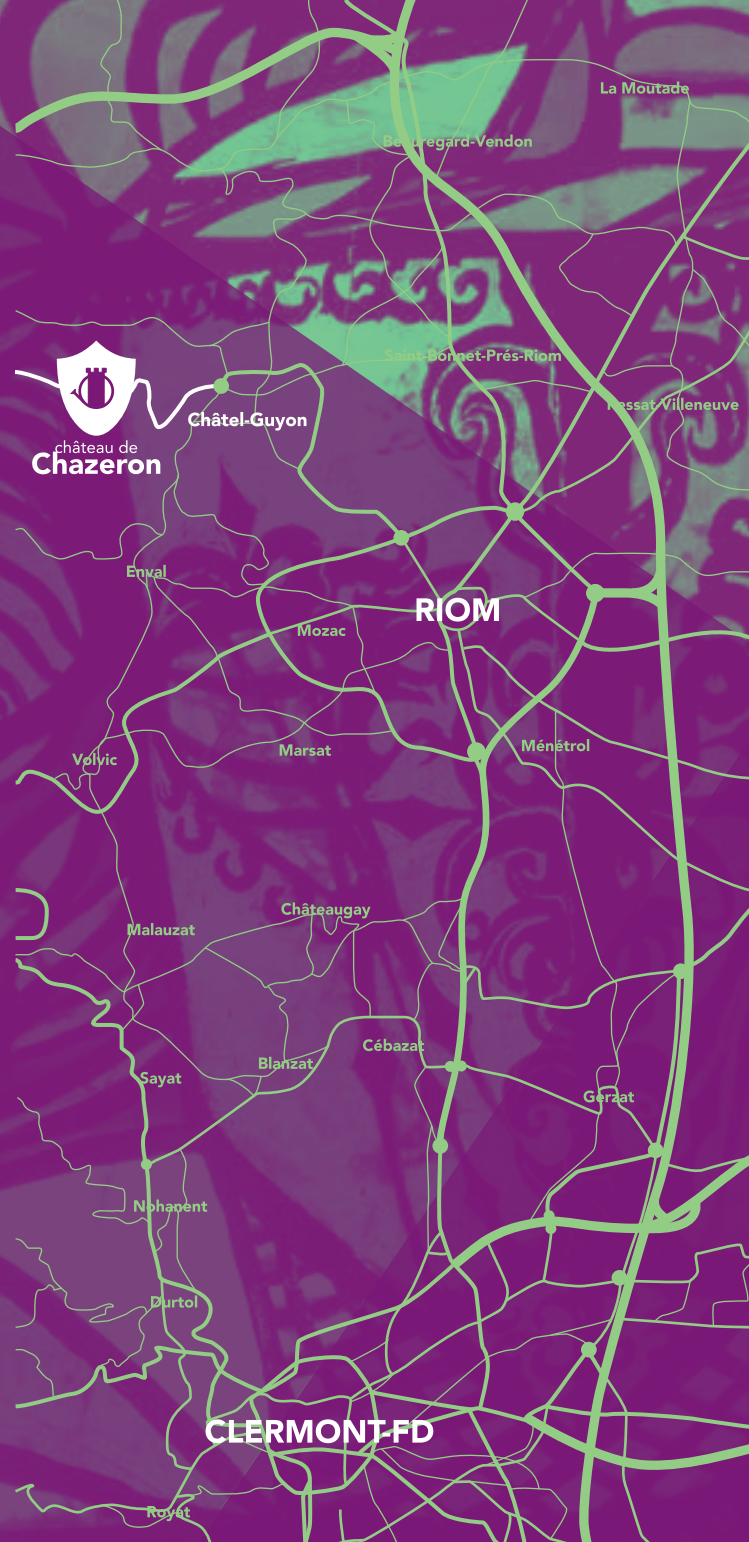 La Moutade
Beauregard-Vendon
Saint-Bonnet-Prés-Riom
Pessat Villeneuve
Châtel-Guyon
château de
Chazeron
Enval
RIOM
Mozac
Ménétrol
Marsat
Volvic
Châteaugay
Malauzat
Cébazat
Blanzat
Sayat
Gerzat
Nohanent
Durtol
CLERMONT-FD
Royat